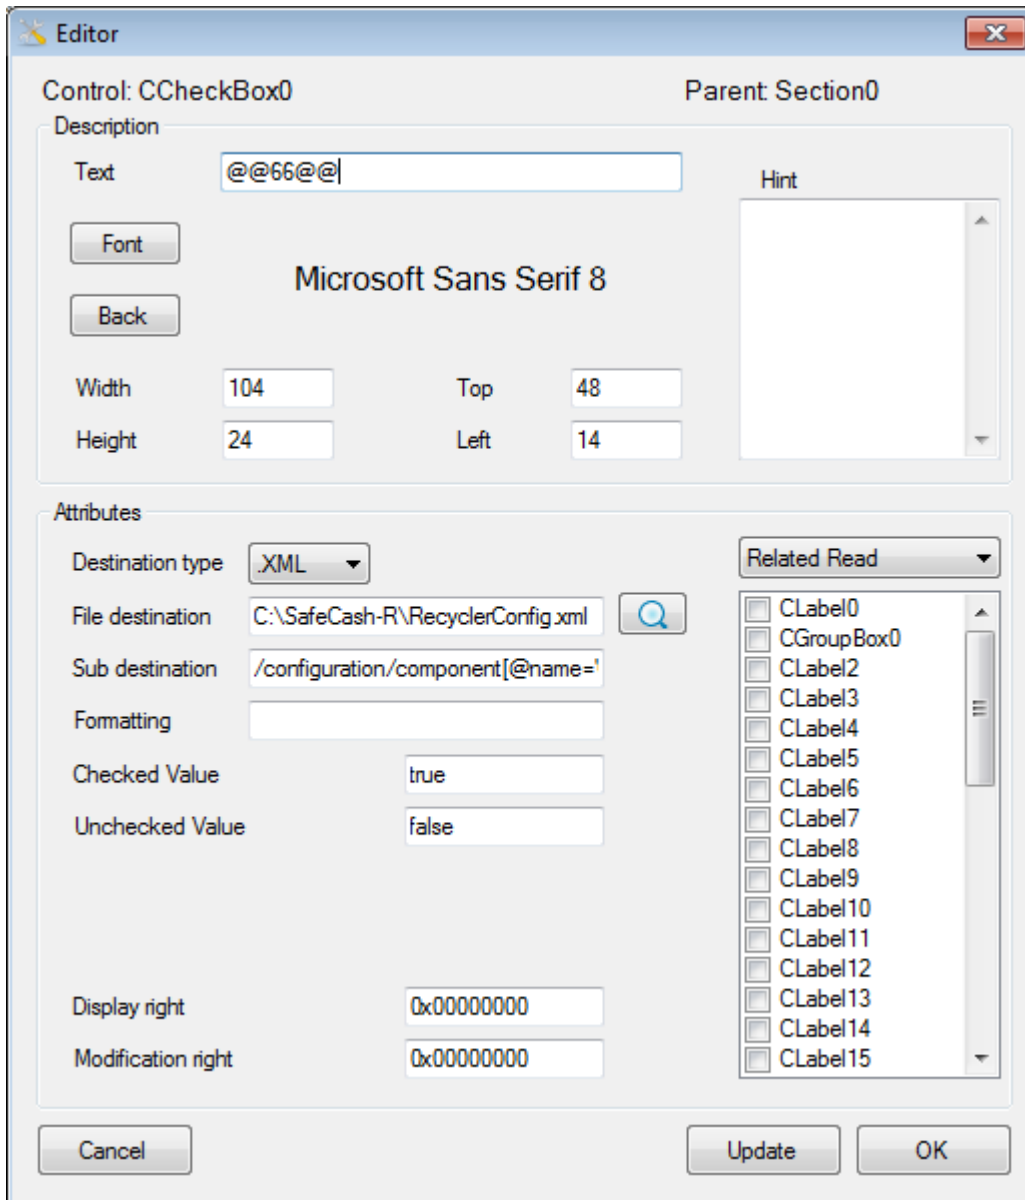 Editor
Control: CCheckBox0
Parent: Section0
Description
Text
@@66@@
Hint
Font
Microsoft Sans Serif 8
Back
Width
104
Top
48
Height
24
Left
14
Attributes
Destination type
.XML
Related Read
File destination
C:\SafeCash-R\RecyclerConfig.xml
Sub destination
/configuration/component[@name='
Formatting
Checked Value
true
Unchecked Value
false
Display right
0x00000000
Modification right
0x00000000
CLabel0
CGroupBox0
CLabel2
CLabel3
CLabel4
CLabel5
CLabel6
CLabel7
CLabel8
CLabel9
CLabel10
CLabel11
CLabel12
CLabel13
CLabel14
CLabel15
Cancel
Update
OK